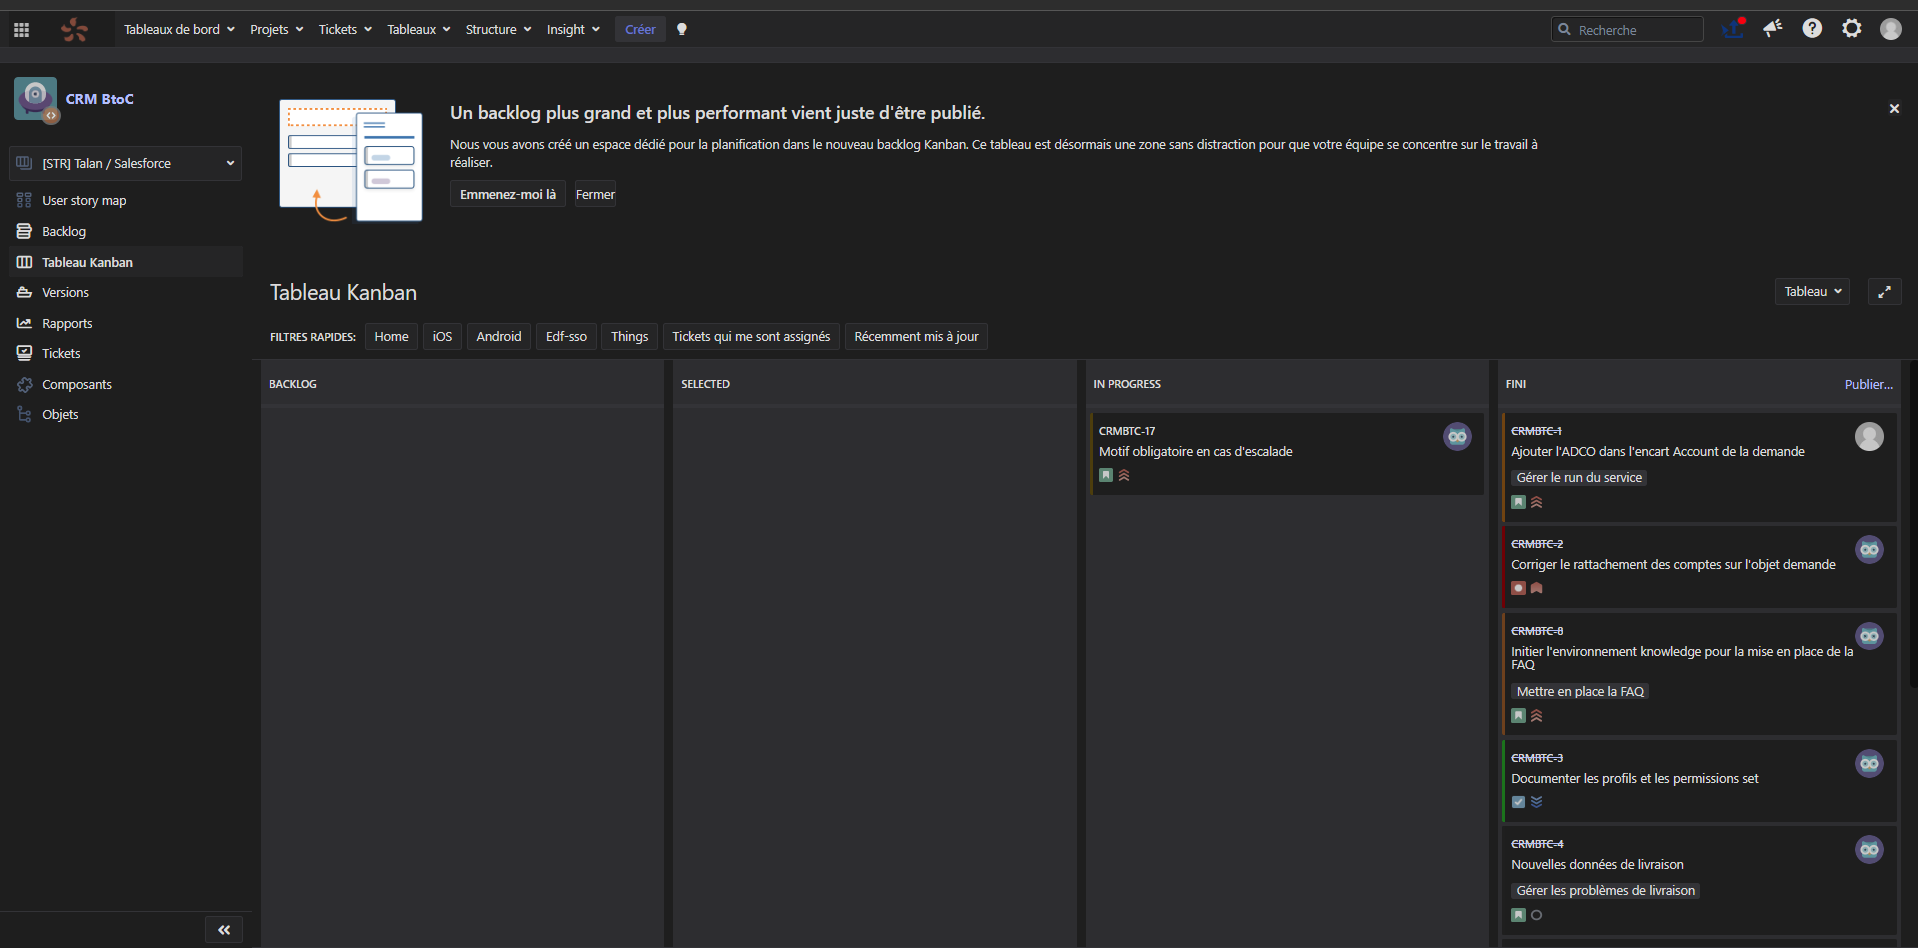 Tableaux de bord Projets Tickets Tableaux Structure Insight Créer Recherche
CRM BtoC
[STR] Talan / Salesforce
User story map
Backlog
Tableau Kanban
Versions
Rapports
Tickets
Composants
Objets
Un backlog plus grand et plus performant vient juste d'être publié.
Nous vous avons créé un espace dédié pour la planification dans le nouveau backlog Kanban. Ce tableau est désormais une zone sans distraction pour que votre équipe se concentre sur le travail à
réaliser.
Emmenez-moi là Fermer
Tableau Kanban
Tableau
FILTRES RAPIDES: Home iOS Android Edf-sso Things Tickets qui me sont assignés Récemment mis à jour
BACKLOG
SELECTED
IN PROGRESS
CRMBTC-17
Motif obligatoire en cas d'escalade
FINI Publier...
CRMBTC-1
Ajouter l'ADCO dans l'encart Account de la demande
Gérer le run du service
CRMBTC-2
Corriger le rattachement des comptes sur l'objet demande
CRMBTC-8
Initier l'environnement knowledge pour la mise en place de la
FAQ
Mettre en place la FAQ
CRMBTC-3
Documenter les profils et les permissions set
CRMBTC-4
Nouvelles données de livraison
Gérer les problèmes de livraison